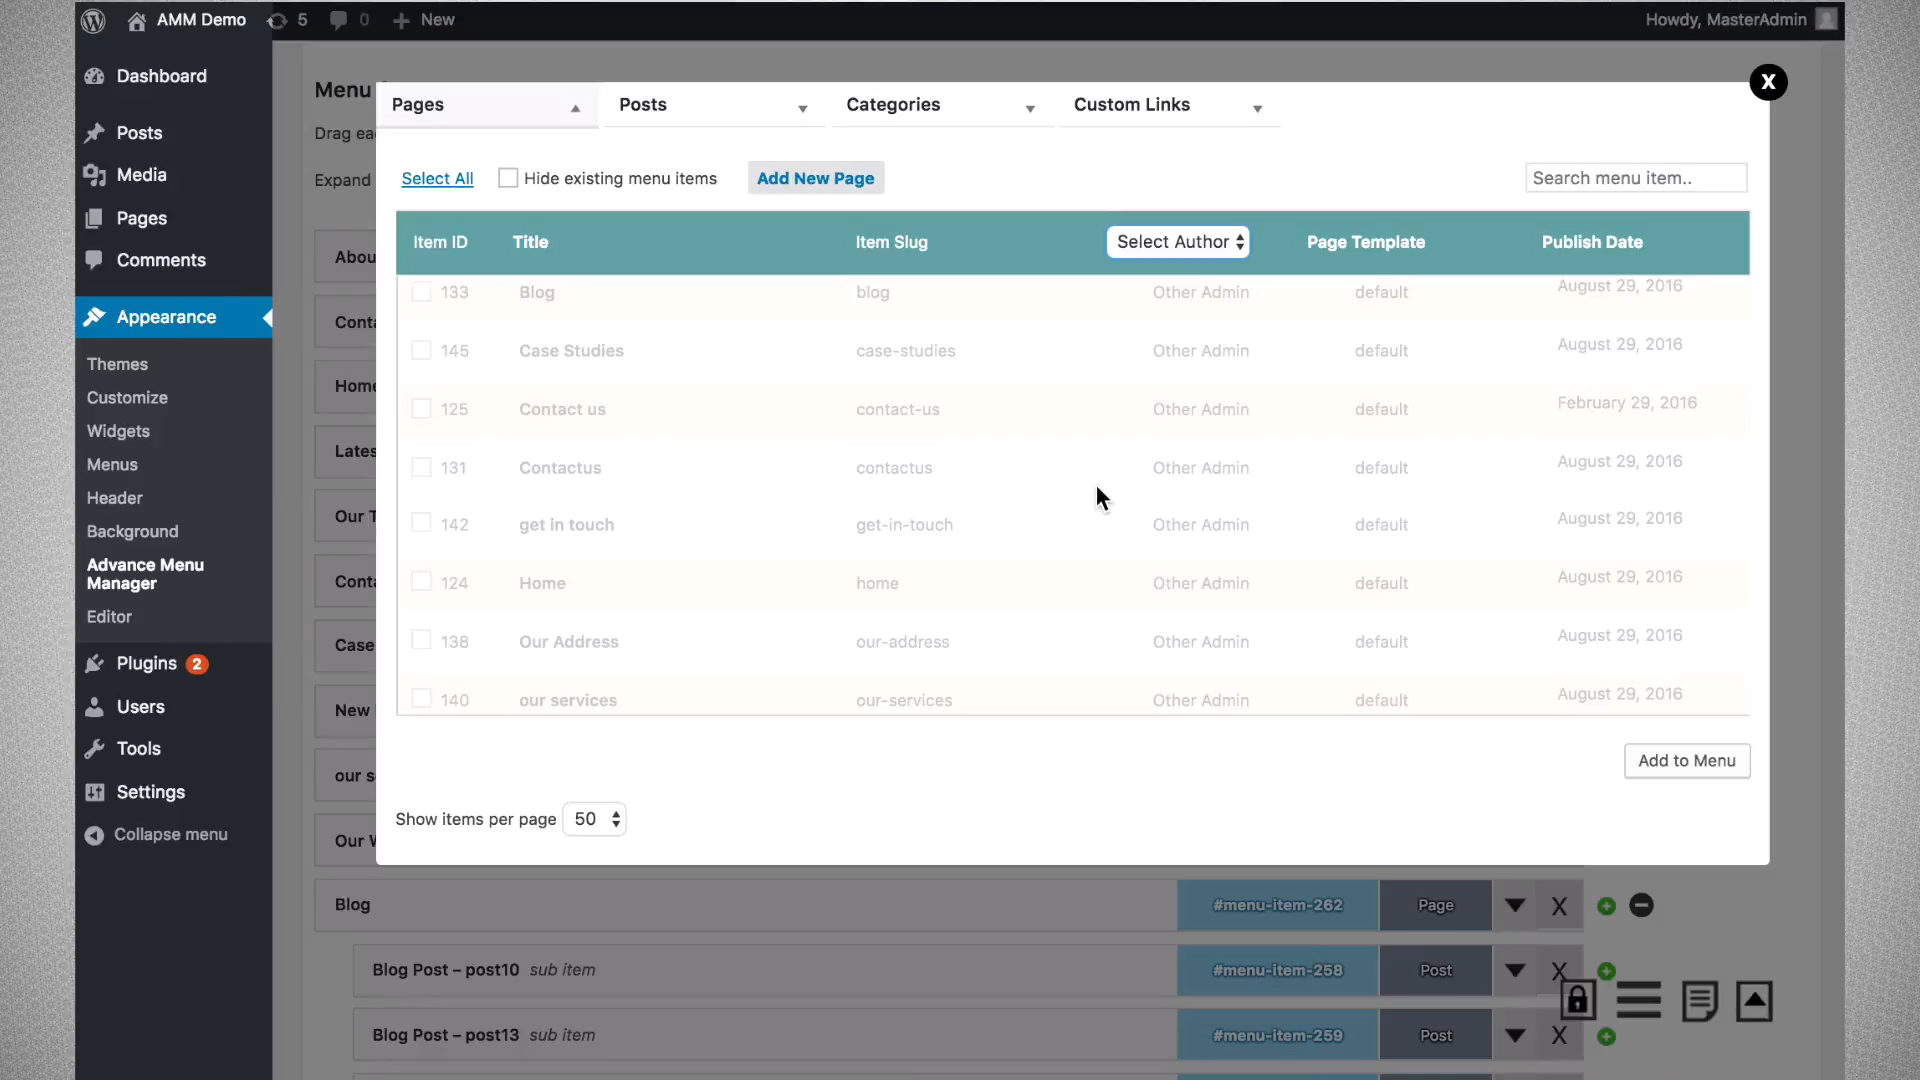 AMM Demo 5 0 New Howdy, MasterAdmin
Dashboard
Posts
Media
Pages
Comments
Appearance
Themes
Customize
Widgets
Menus
Header
Background
Advance Menu
Manager
Editor
Plugins 2
Users
Tools
Settings
Collapse menu
Menu
Drag ea
Expand
Abou
Conta
Home
Lates
Our T
Conta
Case
New
our s
Our W
Pages Posts Categories Custom Links X
Select All Hide existing menu items Add New Page Search menu item..
Item ID Title Item Slug Select Author Page Template Publish Date
133 Blog blog Other Admin default August 29, 2016
145 Case Studies case-studies Other Admin default August 29, 2016
125 Contact us contact-us Other Admin default February 29, 2016
131 Contactus contactus Other Admin default August 29, 2016
142 get in touch get-in-touch Other Admin default August 29, 2016
124 Home home Other Admin default August 29, 2016
138 Our Address our-address Other Admin default August 29, 2016
140 our services our-services Other Admin default August 29, 2016
Add to Menu
Show items per page 50
Blog #menu-item-262 Page X
Blog Post – post10 sub item #menu-item-258 Post X
Blog Post – post13 sub item #menu-item-259 Post X